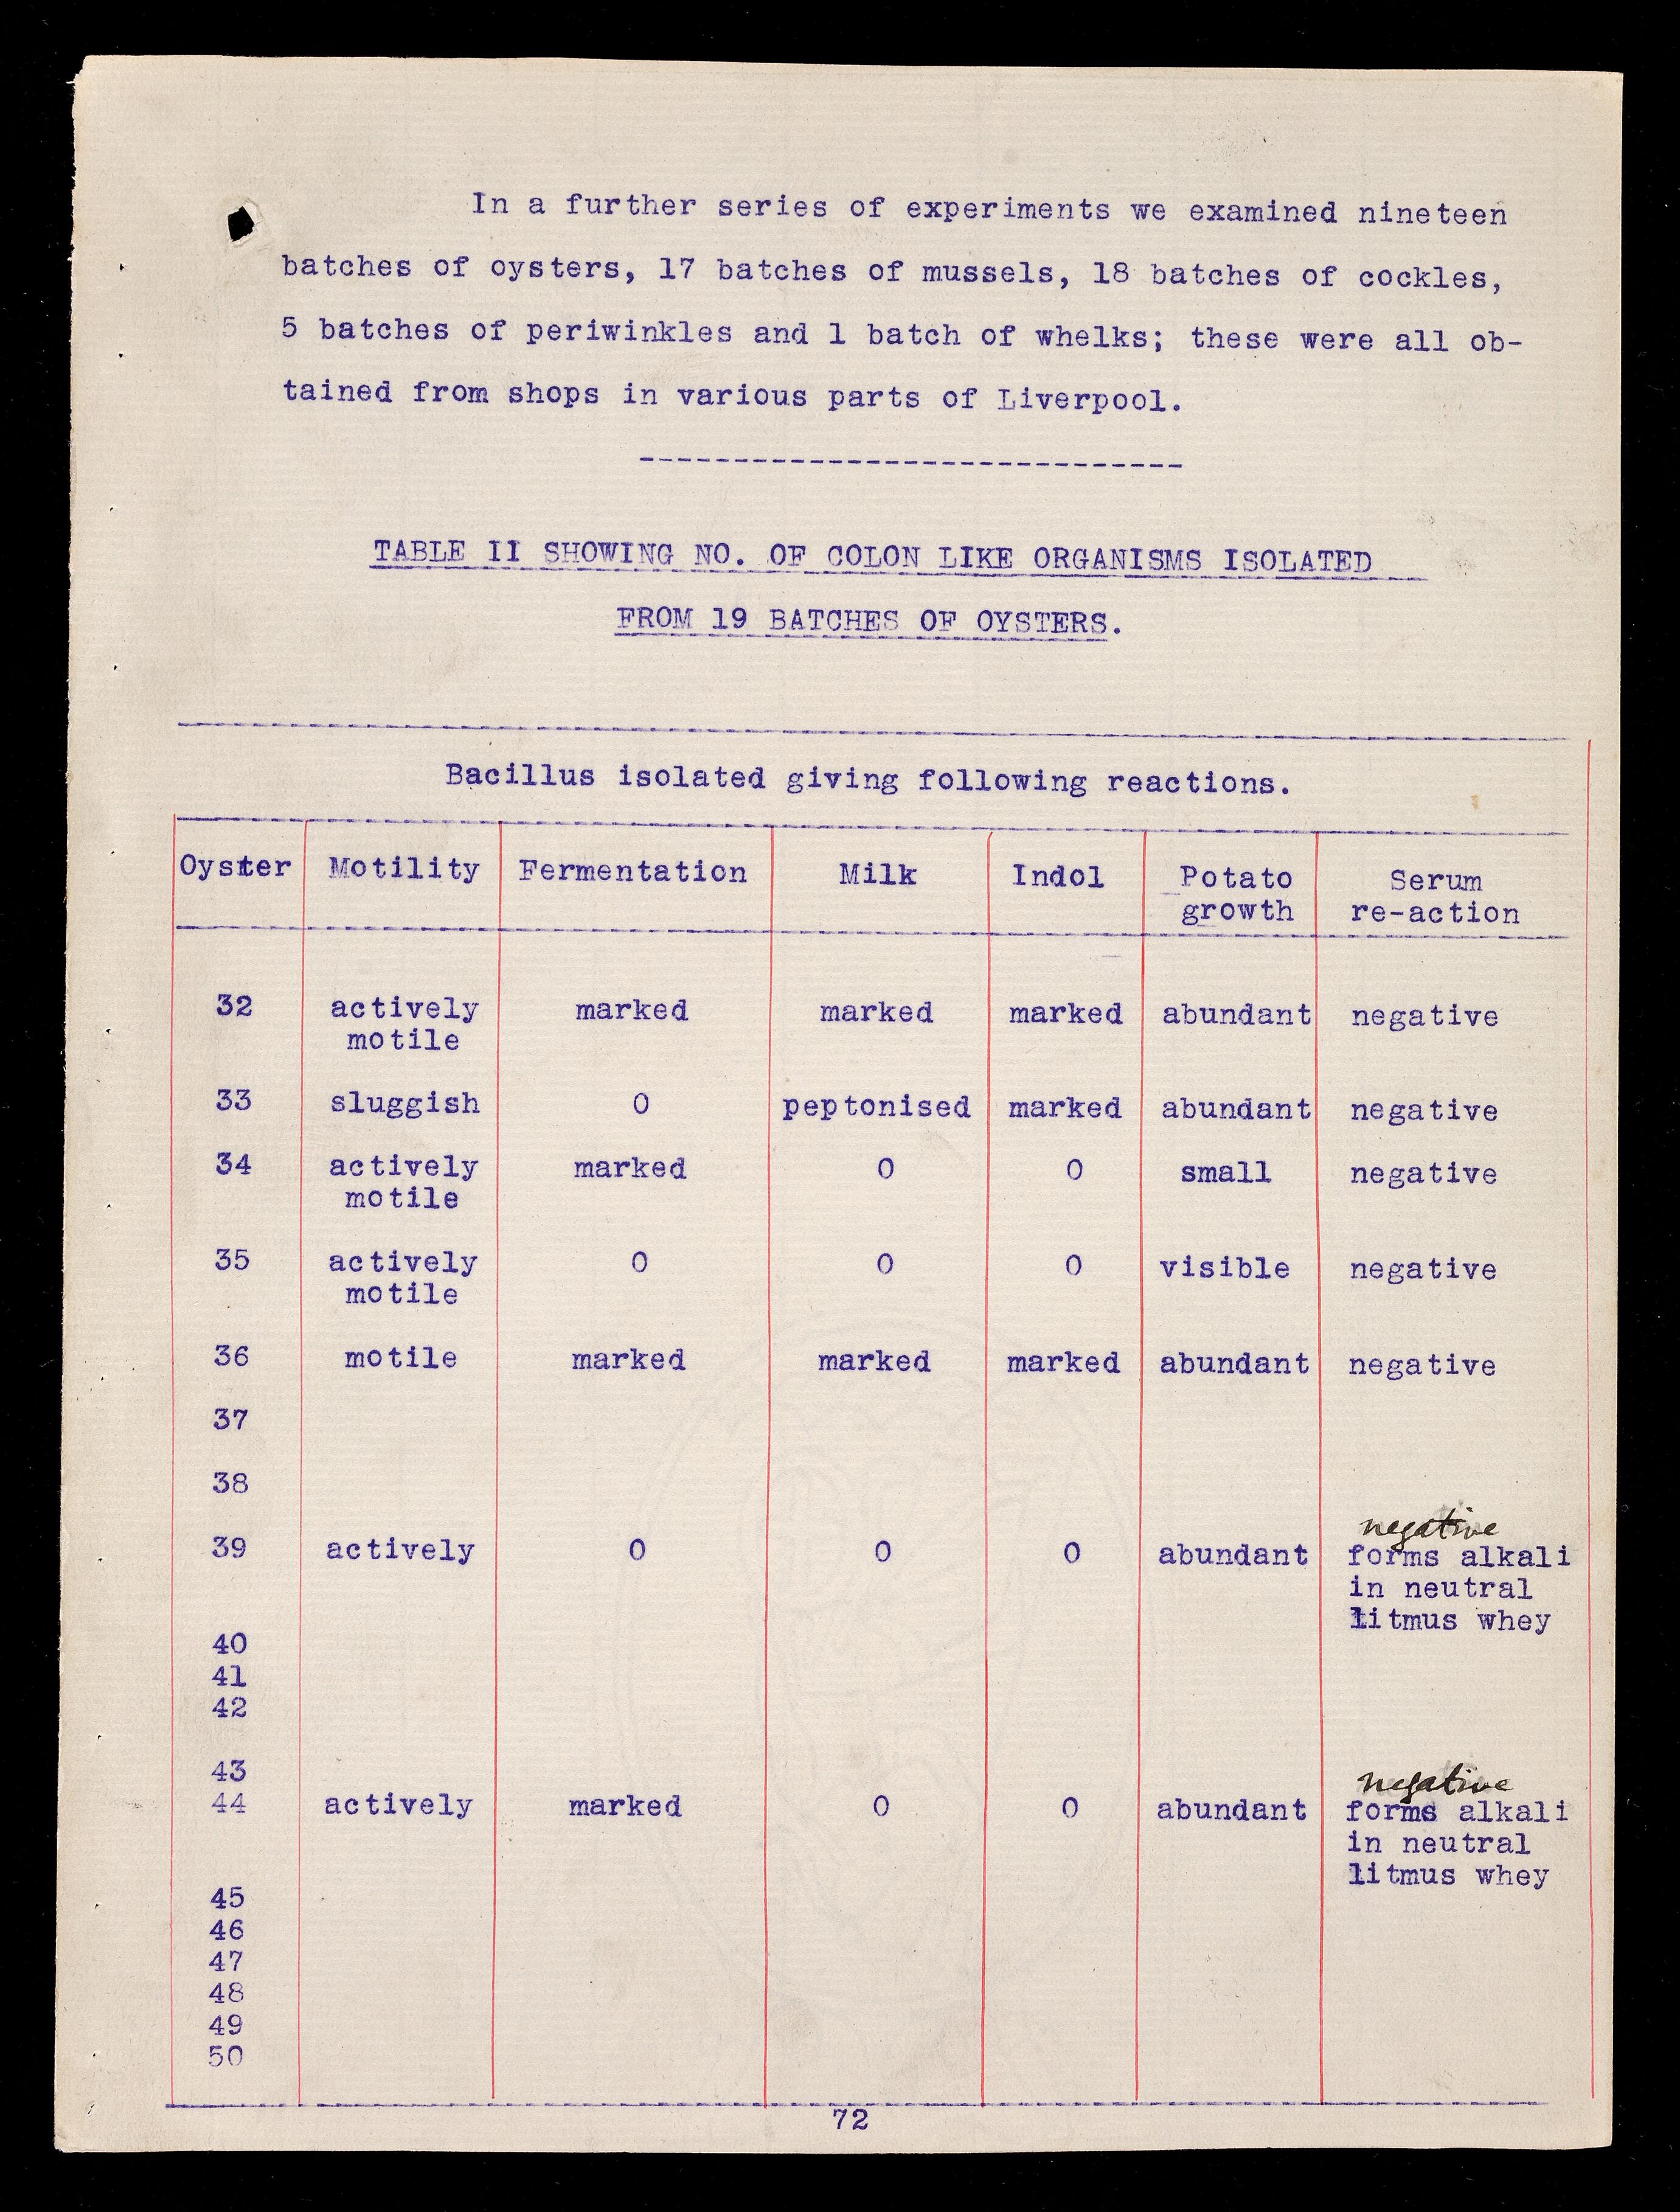 In a further series of experiments we examined nineteen
batches of oysters, 17 batches of mussels, 18 batches of cockles,
5 batches of periwinkles and 1 batch of whelks; these were all ob-
tained from shops in various parts of Liverpool.
-----------------------------
TABLE II SHOWING NO. OF COLON LIKE ORGANISMS ISOLATED
FROM 19 BATCHES OF OYSTERS.
Bacillus isolated giving following reactions.
Oyster Motility Fermentation Milk Indol Potato Serum
growth re-action
32 actively marked marked marked abundant negative
motile
33 sluggish 0 peptonised marked abundant negative
34 actively marked 0 0 small negative
motile
35 actively 0 0 0 visible negative
motile
36 motile marked marked marked abundant negative
37
38
negative
39 actively 0 0 0 abundant forms alkali
in neutral
litmus whey
40
41
42
43
negative
44 actively marked 0 0 abundant forms alkali
in neutral
litmus whey
45
46
47
48
49
50
72